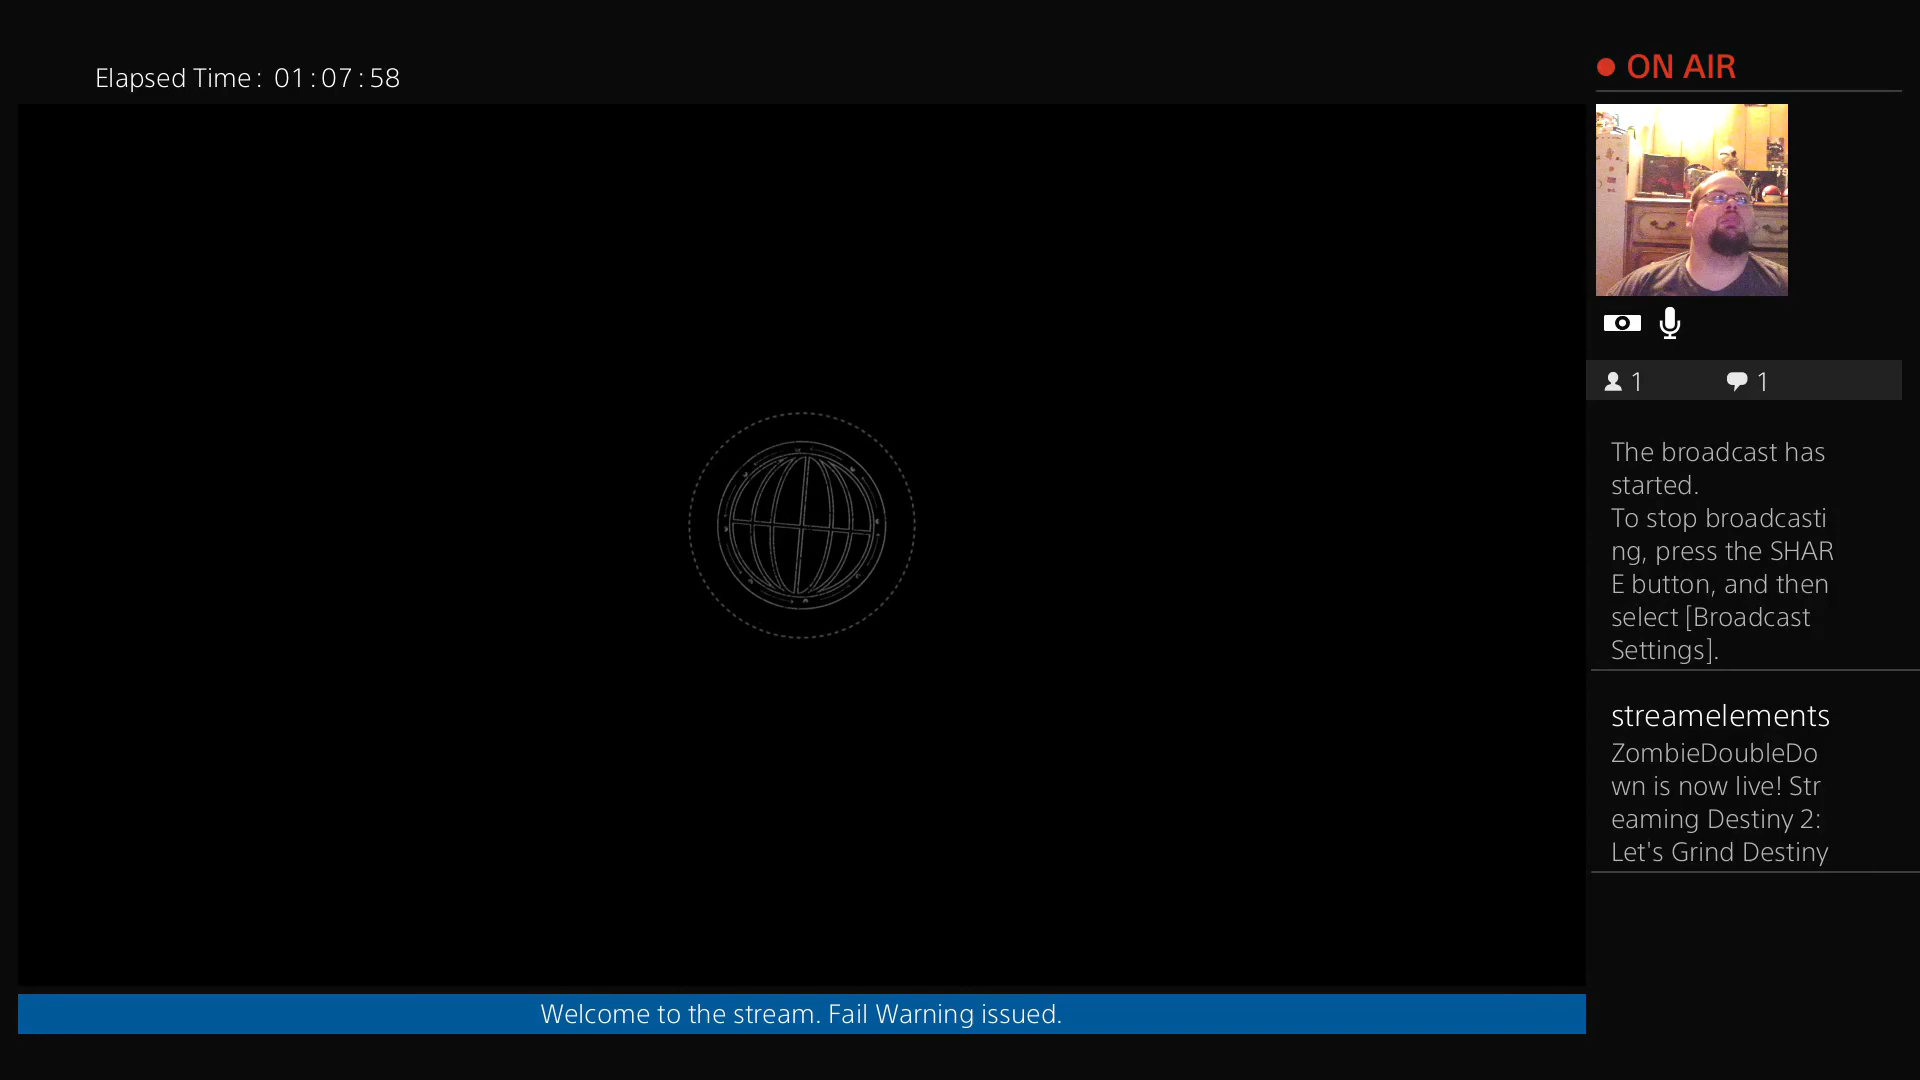 Elapsed Time: 01:07:58
ON AIR
1
1
The broadcast has
started.
To stop broadcasti
ng, press the SHAR
E button, and then
select [Broadcast
Settings].
streamelements
ZombieDoubleDo
wn is now live! Str
eaming Destiny 2:
Let's Grind Destiny
Welcome to the stream. Fail Warning issued.